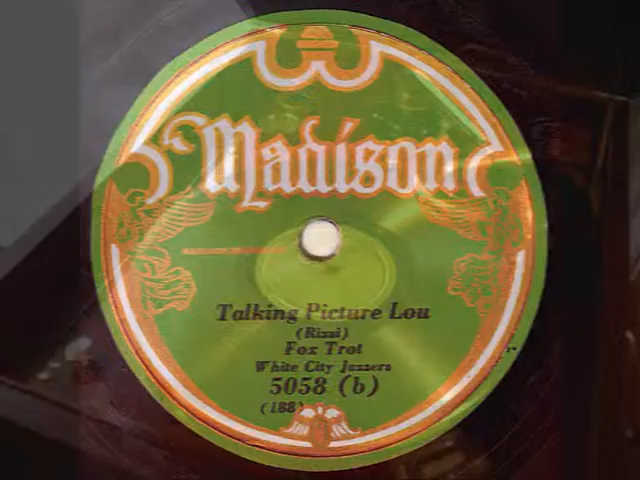 Madison
Talking Picture Lou
(Rizzi)
Fox Trot
White City Jazzers
5058 (b)